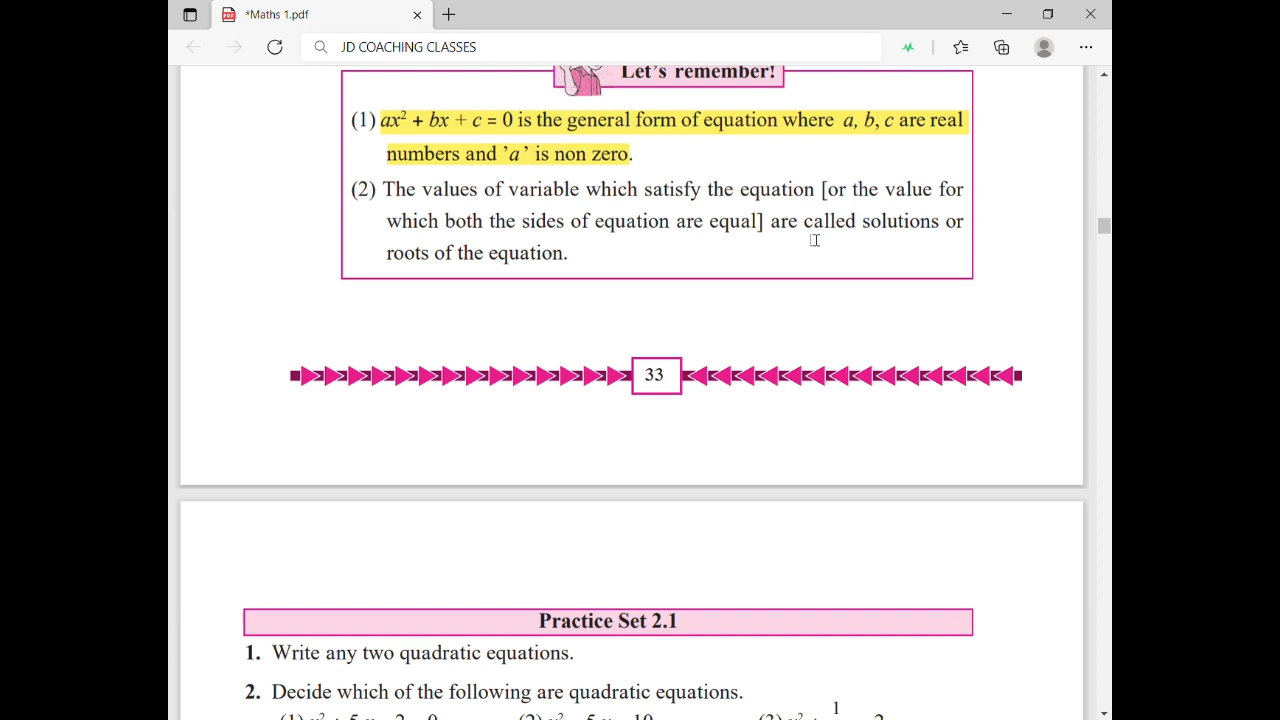 *Maths 1.pdf
JD COACHING CLASSES
Let's remember!
(1) ax² + bx + c = 0 is the general form of equation where a, b, c are real
numbers and ’a’ is non zero.
(2) The values of variable which satisfy the equation [or the value for
which both the sides of equation are equal] are called solutions or
roots of the equation.
33
Practice Set 2.1
1. Write any two quadratic equations.
2. Decide which of the following are quadratic equations.